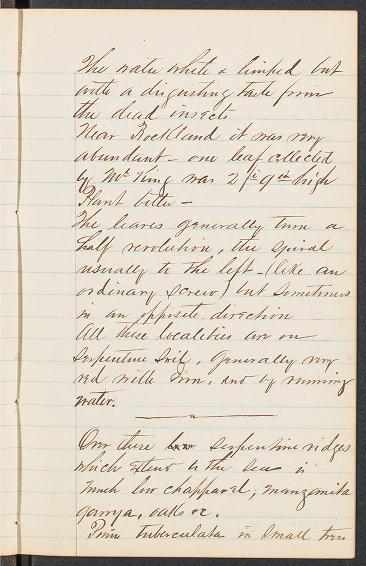 The water white & limped but
with a disgusting taste from
the dead insects
Near Rockland it was very
abundant - one leaf collected
by Mr King was 2 ft 9 in high
Plant bitter -
The leaves generally turn a
half revolution, the spiral
usually to the left - (like an
ordinary screw) but sometimes
in an opposite direction
All these localities are on
Serpentine Soil, generally very
red with Iron, and by running
water.
Over these serpentine ridges
which extend to the sea is
much low chapparel, manzanita
garrya, oaks &c.
Pinus tuberculata in small trees